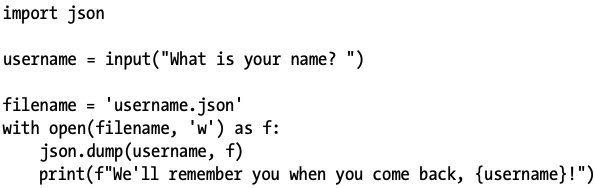 import json

username = input("What is your name? ")

filename = 'username.json'
with open(filename, 'w') as f:
    json.dump(username, f)
    print(f"We'll remember you when you come back, {username}!")